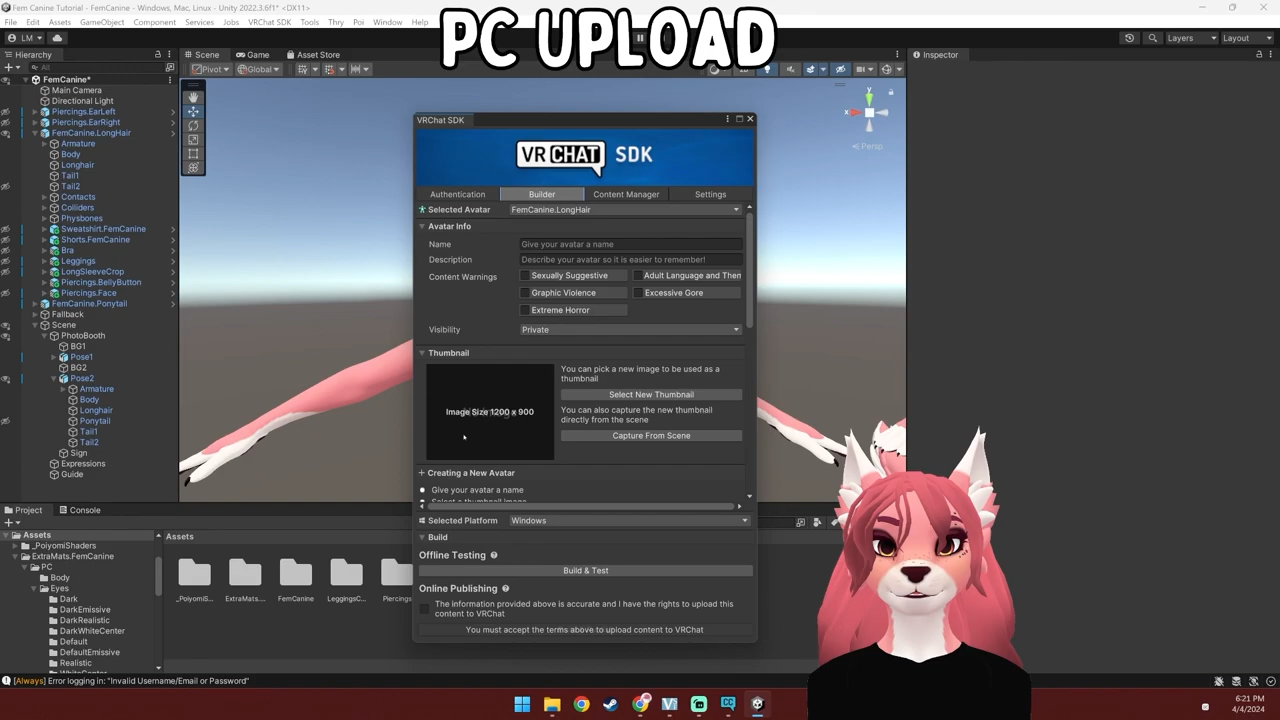 Fem Canine Tutorial - FemCanine - Windows, Mac, Linux - Unity 2022.3.6f1* <DX11>
File Edit Assets GameObject Component Services Jobs VRChat SDK Tools Thry Poi Window Help
PC UPLOAD
LM
Layers
Layout
Hierarchy
Scene
Game
Asset Store
Inspector
All
Pivot
Global
2D
FemCanine*
Main Camera
Directional Light
Piercings.EarLeft
Piercings.EarRight
FemCanine.LongHair
Armature
Body
Longhair
Tail1
Tail2
Contacts
Colliders
Physbones
Sweatshirt.FemCanine
Shorts.FemCanine
Bra
Leggings
LongSleeveCrop
Piercings.BellyButton
Piercings.Face
FemCanine.Ponytail
Fallback
Scene
PhotoBooth
BG1
Pose1
BG2
Pose2
Armature
Body
Longhair
Ponytail
Tail1
Tail2
Sign
Expressions
Guide
y
x
Persp
VRChat SDK
VRCHAT SDK
Authentication
Builder
Content Manager
Settings
Selected Avatar
FemCanine.LongHair
Avatar Info
Name
Give your avatar a name
Description
Describe your avatar so it is easier to remember!
Content Warnings
Sexually Suggestive
Adult Language and Them
Graphic Violence
Excessive Gore
Extreme Horror
Visibility
Private
Thumbnail
Image Size 1200 x 900
You can pick a new image to be used as a
thumbnail
Select New Thumbnail
You can also capture the new thumbnail
directly from the scene
Capture From Scene
Creating a New Avatar
Give your avatar a name
Select a thumbnail image
Selected Platform
Windows
Build
Offline Testing
Build & Test
Online Publishing
The information provided above is accurate and I have the rights to upload this
content to VRChat
You must accept the terms above to upload content to VRChat
Project
Console
Assets
_PoiyomiShaders
ExtraMats.FemCanine
PC
Body
Eyes
Dark
DarkEmissive
DarkRealistic
DarkWhiteCenter
Default
DefaultEmissive
Realistic
WhiteCenter
Assets
_PoiyomiS...
ExtraMats....
FemCanine
LeggingsC...
Piercings
[Always] Error logging in: "Invalid Username/Email or Password"
6:21 PM
4/4/2024